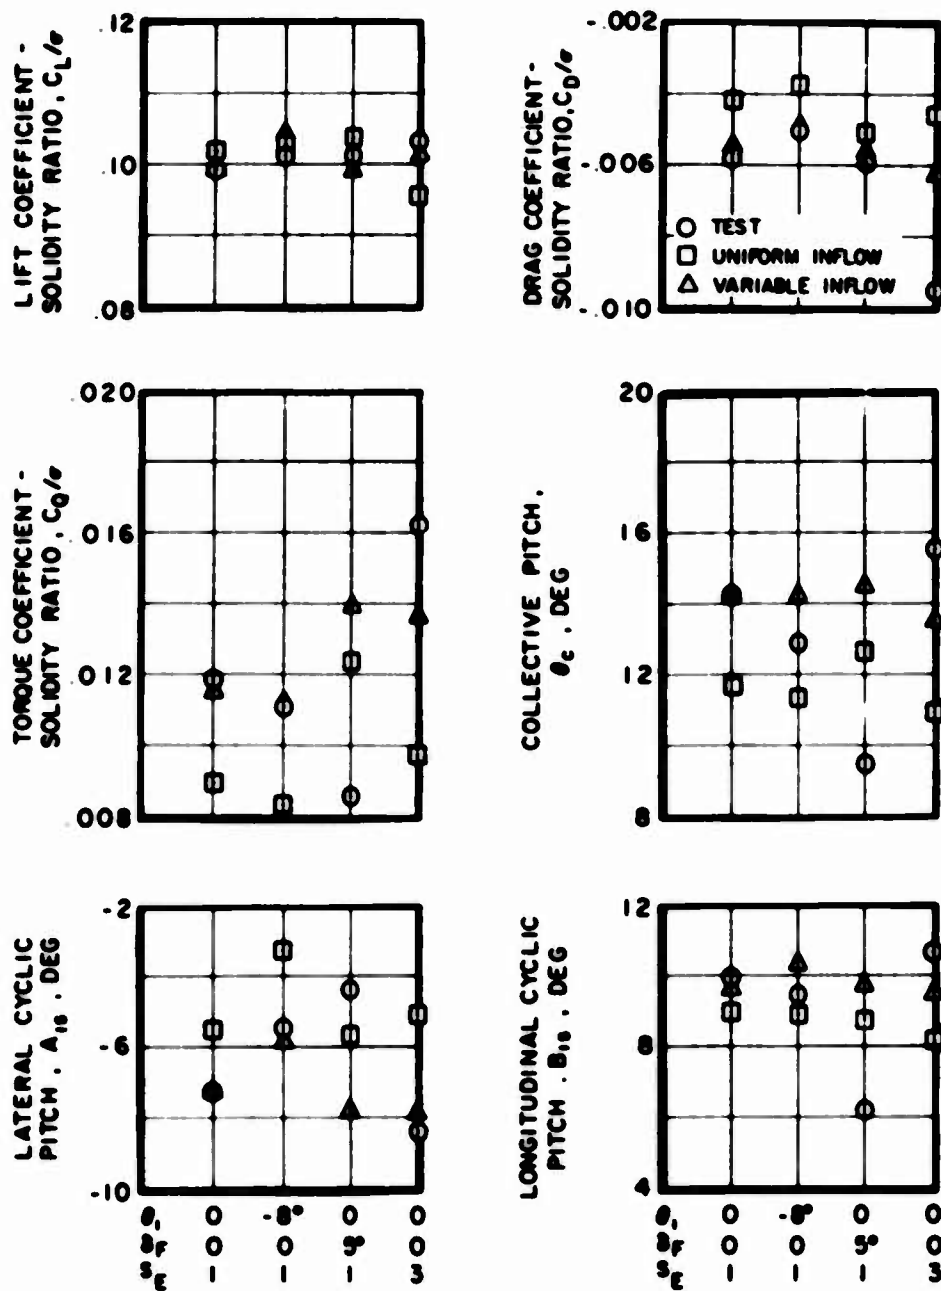 LIFT COEFFICIENT -
SOLIDITY RATIO, C_L/σ
.12
.10
.08
DRAG COEFFICIENT-
SOLIDITY RATIO, C_D/σ
-.002
-.006
-.010
TEST
UNIFORM INFLOW
VARIABLE INFLOW
TORQUE COEFFICIENT -
SOLIDITY RATIO, C_Q/σ
.020
.016
.012
.008
COLLECTIVE PITCH,
θ_c, DEG
20
16
12
8
LATERAL CYCLIC
PITCH, A_1s, DEG
-2
-6
-10
LONGITUDINAL CYCLIC
PITCH, B_1s, DEG
12
8
4
θ_1 0 -8° 0 0
δ_F 0 0 5° 0
S_E 1 1 1 3
θ_1 0 -8° 0 0
δ_F 0 0 5° 0
S_E 1 1 1 3